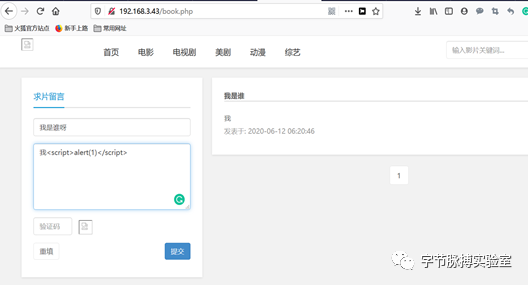 192.168.3.43/book.php
火狐官方站点 新手上路 常用网址
首页 电影 电视剧 美剧 动漫 综艺
输入影片关键词...
求片留言
我是谁呀
我<script>alert(1)</script>
验证码
重填 提交
我是谁
我
发表于: 2020-06-12 06:20:46
1
字节脉搏实验室